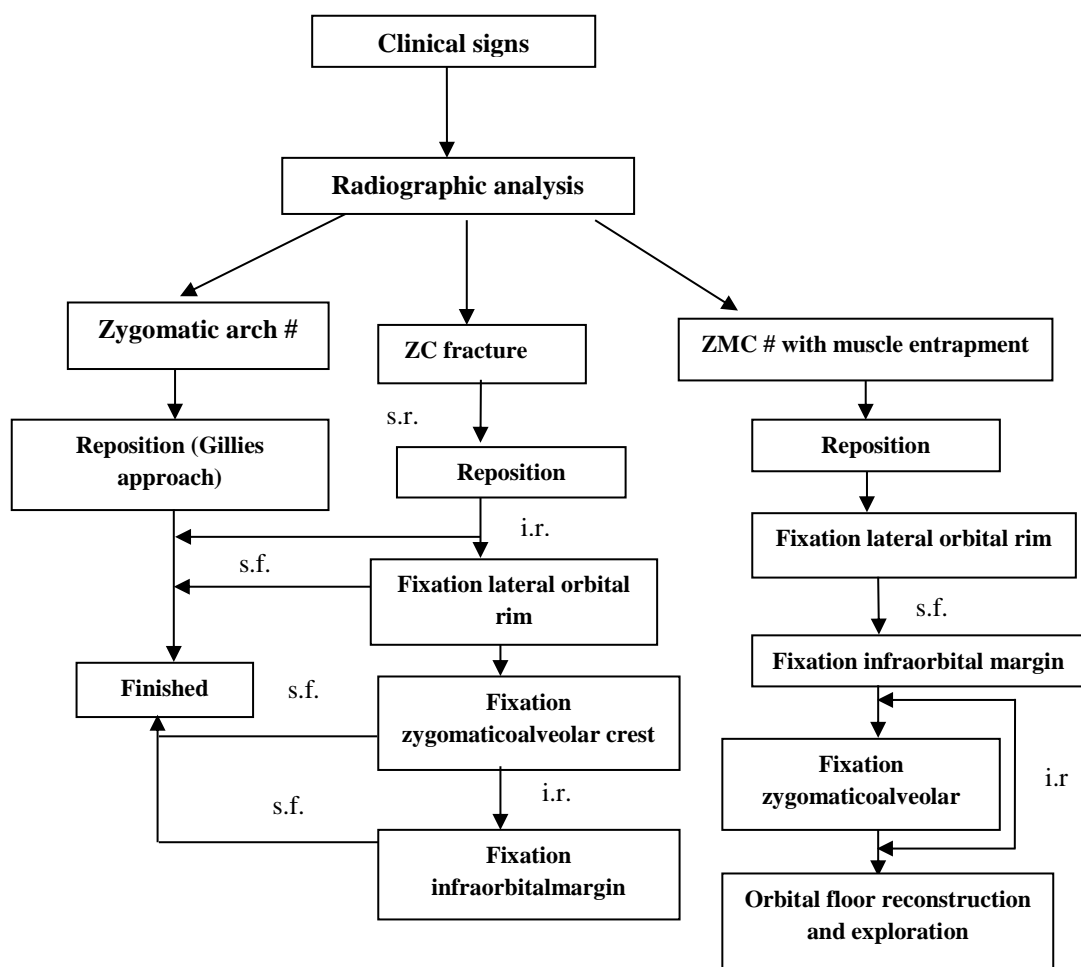 Clinical signs
Radiographic analysis
Zygomatic arch #
ZC fracture
ZMC # with muscle entrapment
s.r.
Reposition (Gillies
approach)
Reposition
Reposition
i.r.
s.f.
Fixation lateral orbital
rim
Fixation lateral orbital rim
s.f.
Finished
s.f.
Fixation
zygomaticoalveolar crest
Fixation infraorbital margin
s.f.
i.r.
Fixation
zygomaticoalveolar
i.r
Fixation
infraorbitalmargin
Orbital floor reconstruction
and exploration